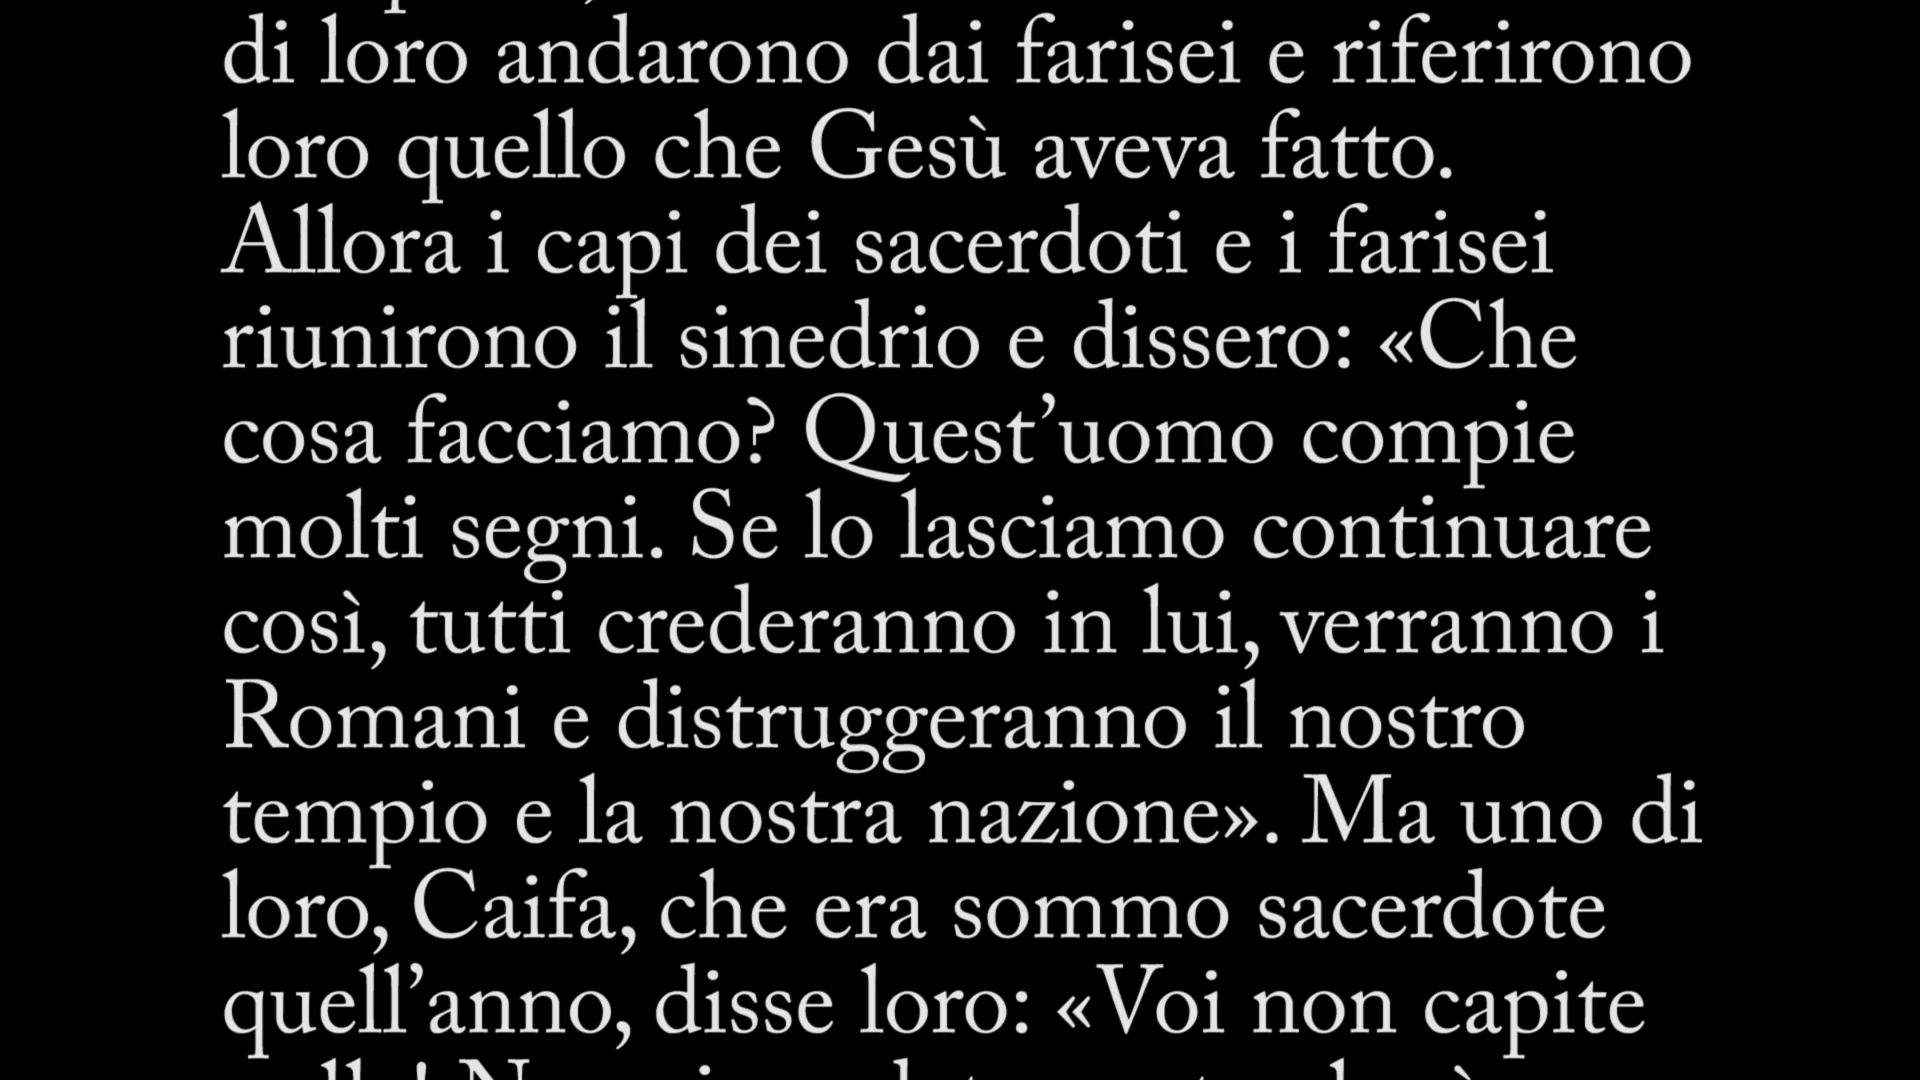 di loro andarono dai farisei e riferirono
loro quello che Gesù aveva fatto.
Allora i capi dei sacerdoti e i farisei
riunirono il sinedrio e dissero: «Che
cosa facciamo? Quest’uomo compie
molti segni. Se lo lasciamo continuare
così, tutti crederanno in lui, verranno i
Romani e distruggeranno il nostro
tempio e la nostra nazione». Ma uno di
loro, Caifa, che era sommo sacerdote
quell’anno, disse loro: «Voi non capite